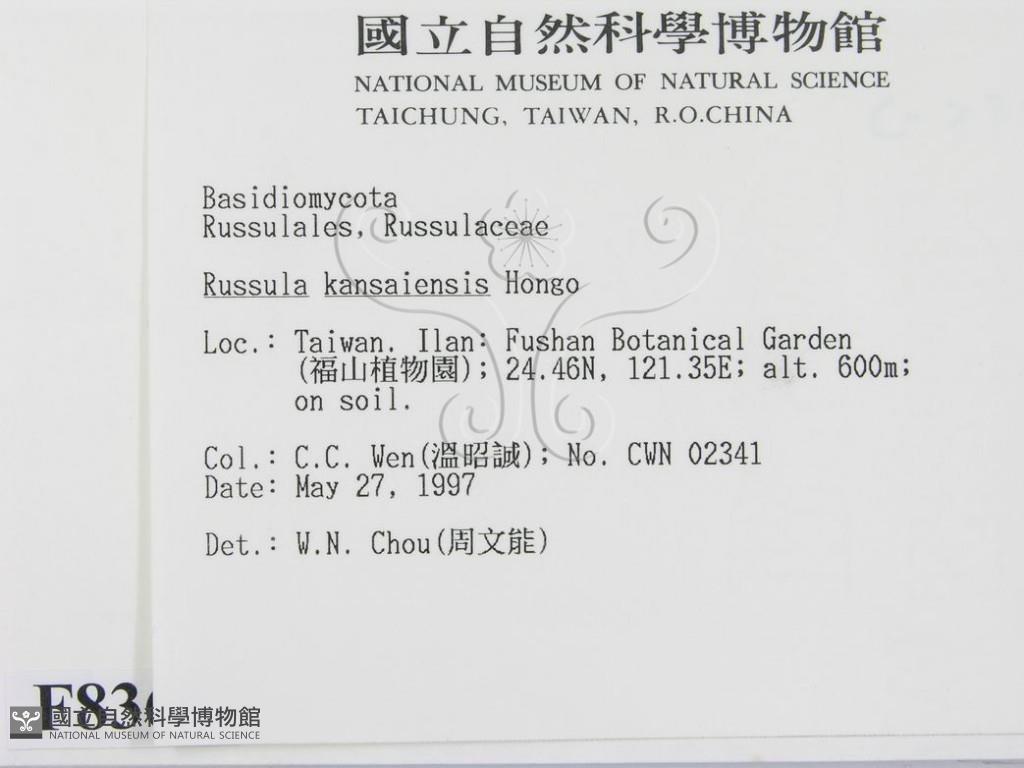 國立自然科學博物館
NATIONAL MUSEUM OF NATURAL SCIENCE
TAICHUNG, TAIWAN, R.O.CHINA
Basidiomycota
Russulales, Russulaceae
Russula kansaiensis Hongo
Loc.: Taiwan. Ilan: Fushan Botanical Garden
(福山植物園); 24.46N, 121.35E; alt. 600m;
on soil.
Col.: C.C. Wen(溫昭誠); No. CWN 02341
Date: May 27, 1997
Det.: W.N. Chou(周文能)
國立自然科學博物館
NATIONAL MUSEUM OF NATURAL SCIENCE